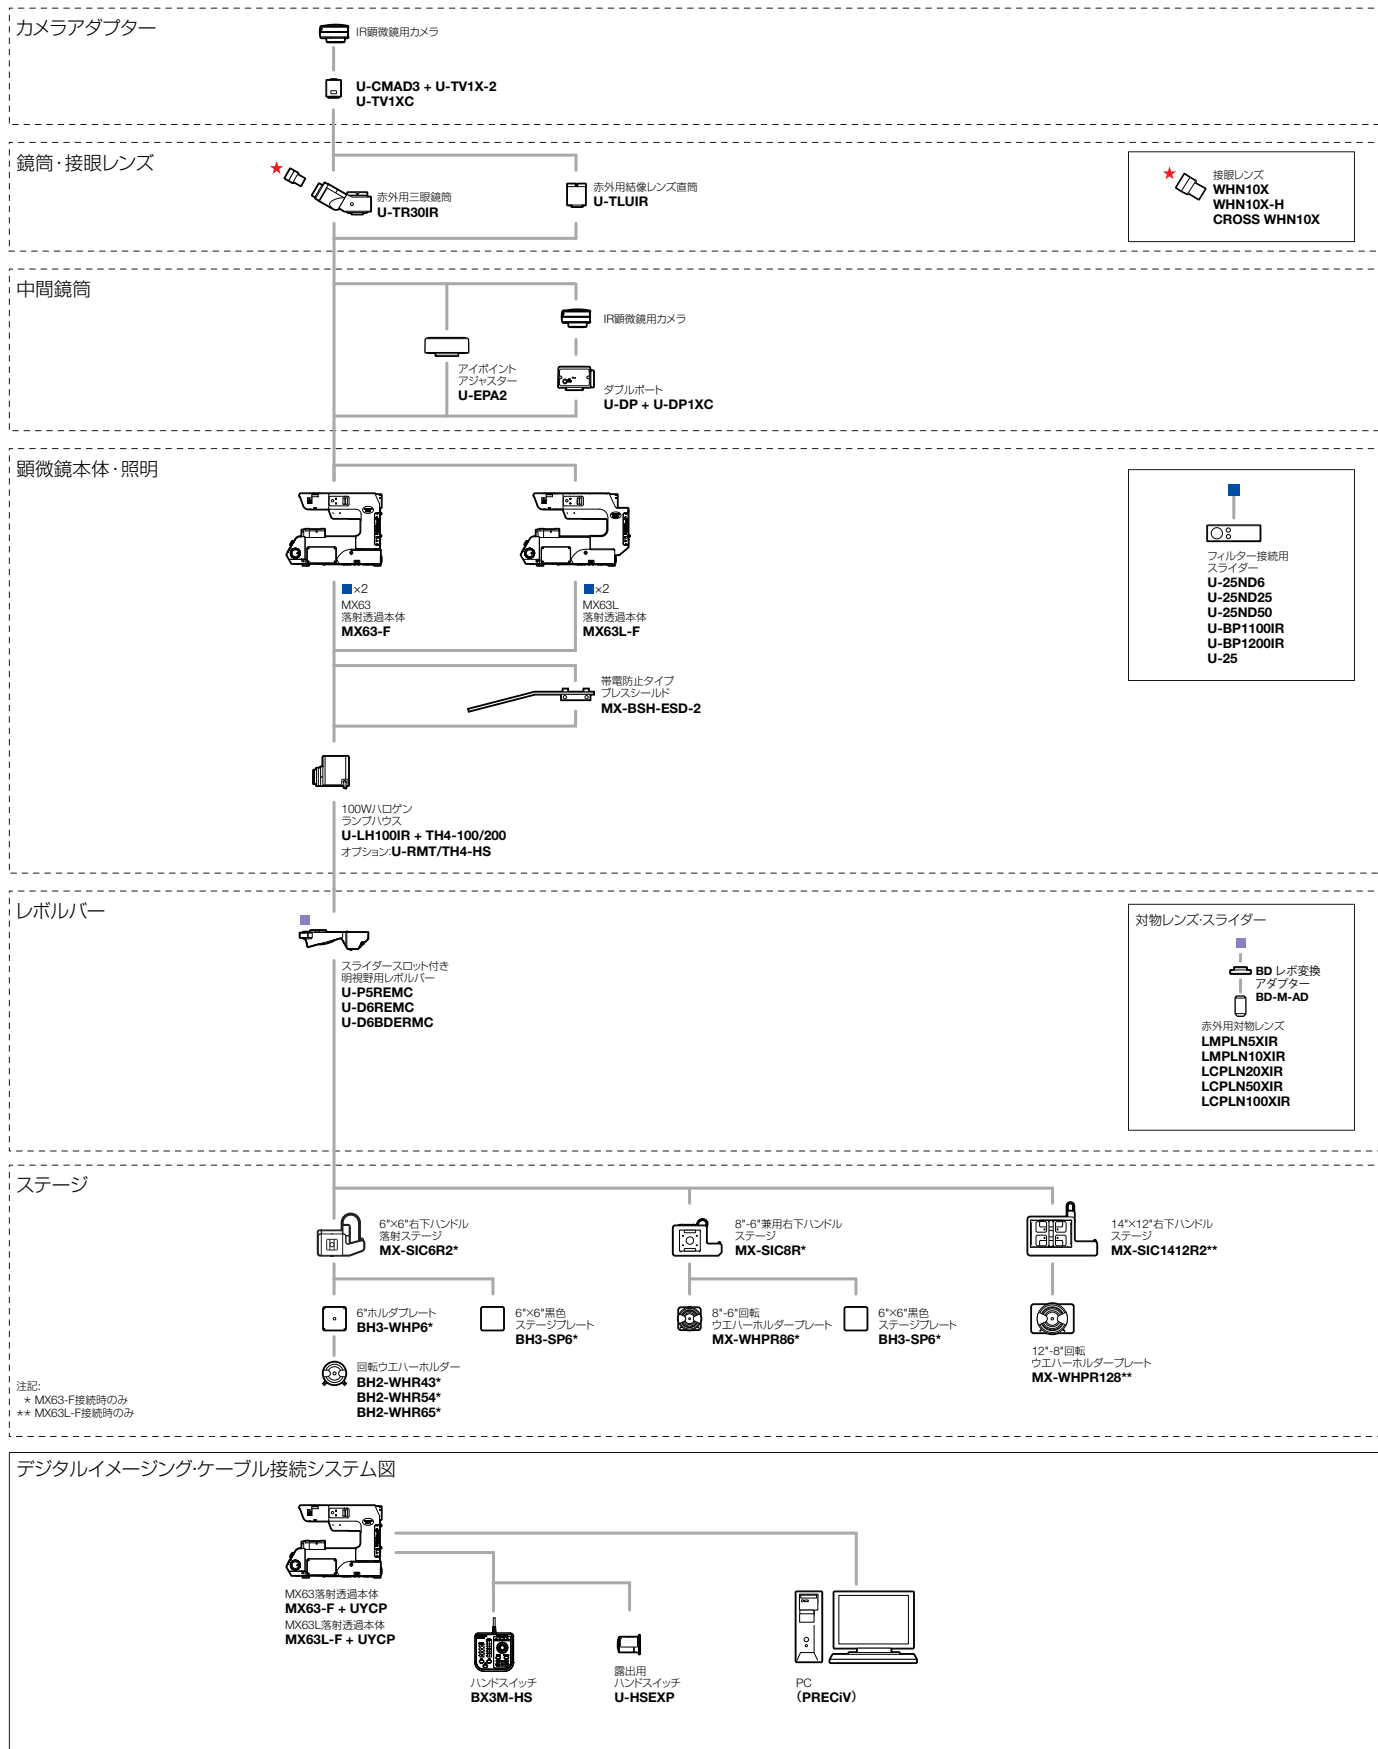 カメラアダプター
IR顕微鏡用カメラ
U-CMAD3 + U-TV1X-2
U-TV1XC
鏡筒・接眼レンズ
★
赤外用三眼鏡筒
U-TR30IR
赤外用結像レンズ直筒
U-TLUIR
★
接眼レンズ
WHN10X
WHN10X-H
CROSS WHN10X
中間鏡筒
アイポイント
アジャスター
U-EPA2
IR顕微鏡用カメラ
ダブルポート
U-DP + U-DP1XC
顕微鏡本体・照明
■×2
MX63
落射透過本体
MX63-F
■×2
MX63L
落射透過本体
MX63L-F
帯電防止タイプ
ブレスシールド
MX-BSH-ESD-2
100Wハロゲン
ランプハウス
U-LH100IR + TH4-100/200
オプション:U-RMT/TH4-HS
フィルター接続用
スライダー
U-25ND6
U-25ND25
U-25ND50
U-BP1100IR
U-BP1200IR
U-25
レボルバー
スライダースロット付き
明視野用レボルバー
U-P5REMC
U-D6REMC
U-D6BDERMC
対物レンズ・スライダー
BD レボ変換
アダプター
BD-M-AD
赤外用対物レンズ
LMPLN5XIR
LMPLN10XIR
LCPLN20XIR
LCPLN50XIR
LCPLN100XIR
ステージ
6"×6"右下ハンドル
落射ステージ
MX-SIC6R2*
8"-6"兼用右下ハンドル
ステージ
MX-SIC8R*
14"×12"右下ハンドル
ステージ
MX-SIC1412R2**
6"ホルダプレート
BH3-WHP6*
6"×6"黒色
ステージプレート
BH3-SP6*
8"-6"回転
ウエハーホルダープレート
MX-WHPR86*
6"×6"黒色
ステージプレート
BH3-SP6*
12"-8"回転
ウエハーホルダープレート
MX-WHPR128**
回転ウエハーホルダー
BH2-WHR43*
BH2-WHR54*
BH2-WHR65*
注記:
* MX63-F接続時のみ
** MX63L-F接続時のみ
デジタルイメージング・ケーブル接続システム図
MX63落射透過本体
MX63-F + UYCP
MX63L落射透過本体
MX63L-F + UYCP
ハンドスイッチ
BX3M-HS
露出用
ハンドスイッチ
U-HSEXP
PC
（PRECiV）